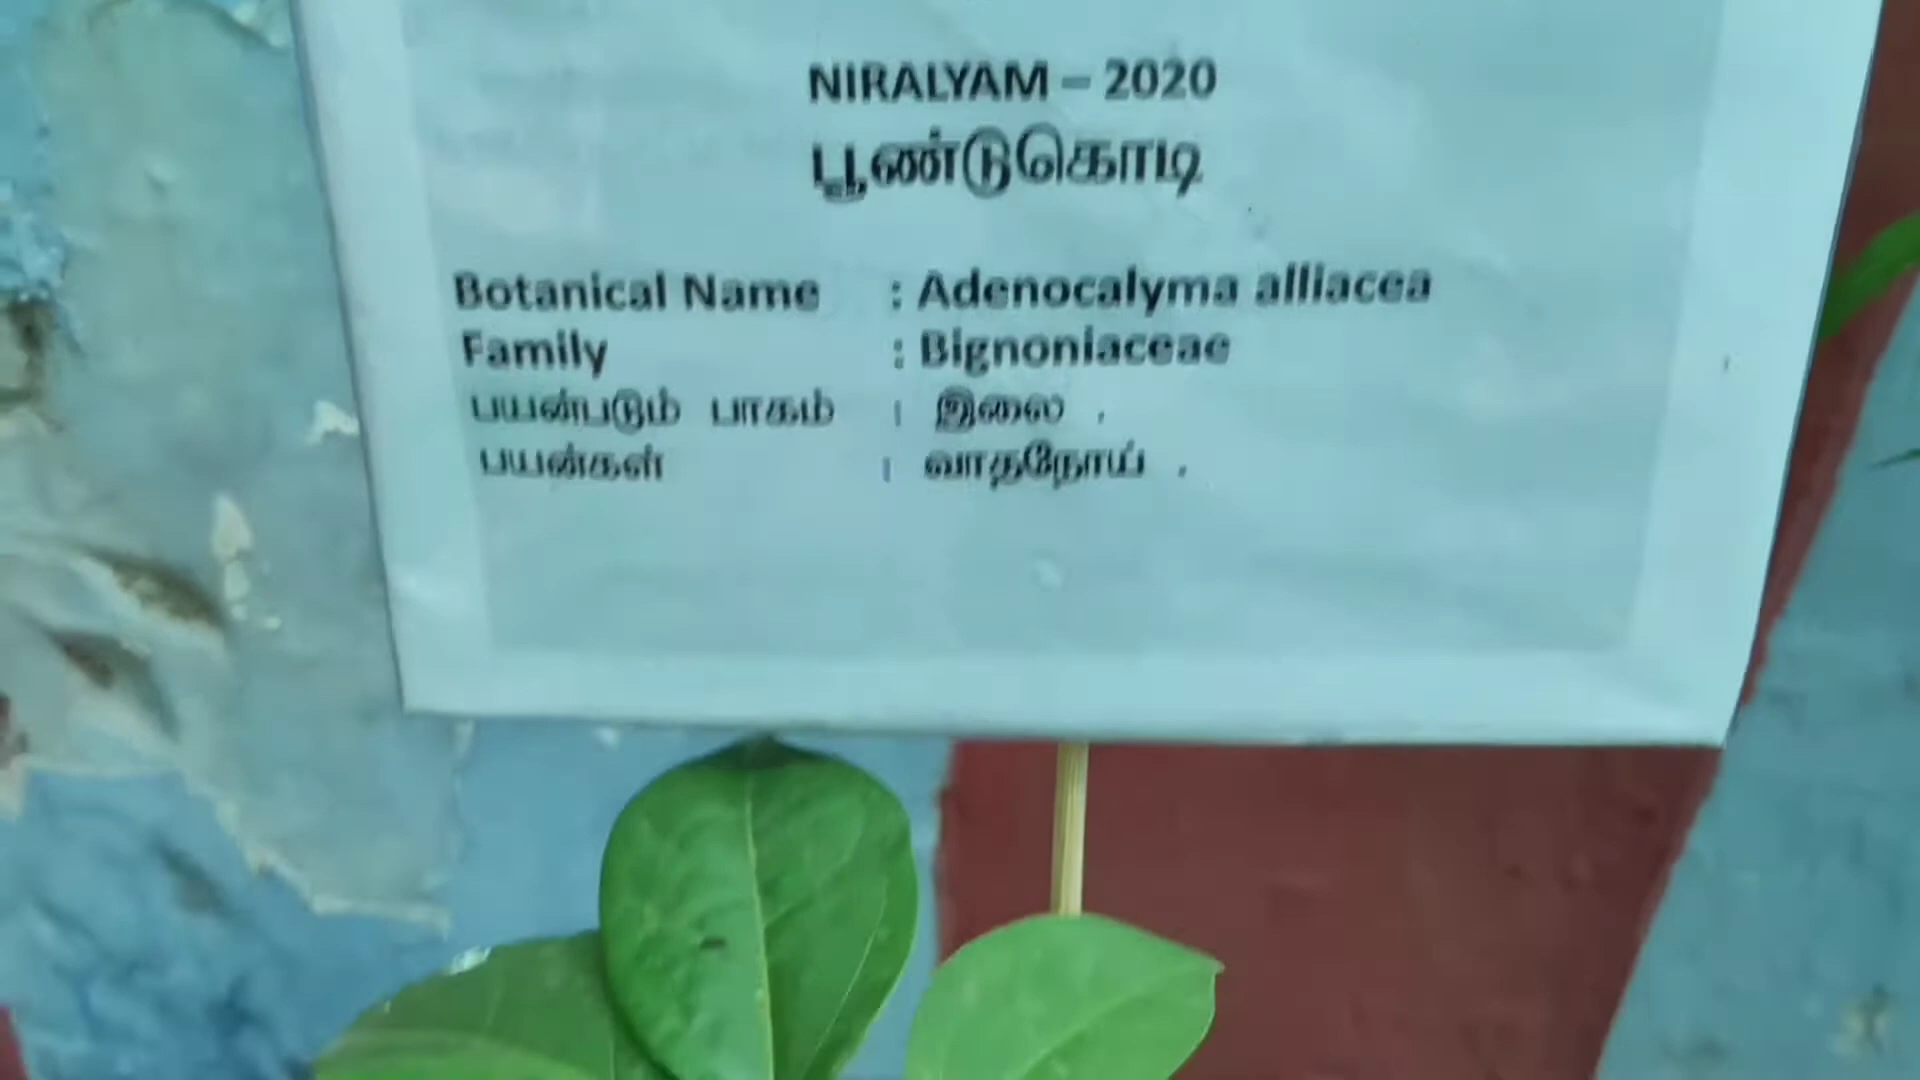 NIRALYAM – 2020
பூண்டுகொடி
Botanical Name : Adenocalyma alliacea
Family : Bignoniaceae
பயன்படும் பாகம் : இலை .
பயன்கள் : வாதநோய் .